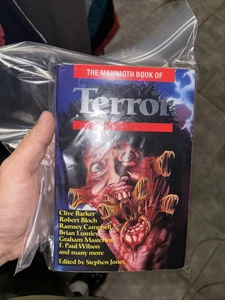 THE MAMMOTH BOOK OF
Terror
Clive Barker
Robert Bloch
Ramsey Campbell
Brian Lumley
Graham Masterton
F. Paul Wilson
and many more
Edited by Stephen Jones